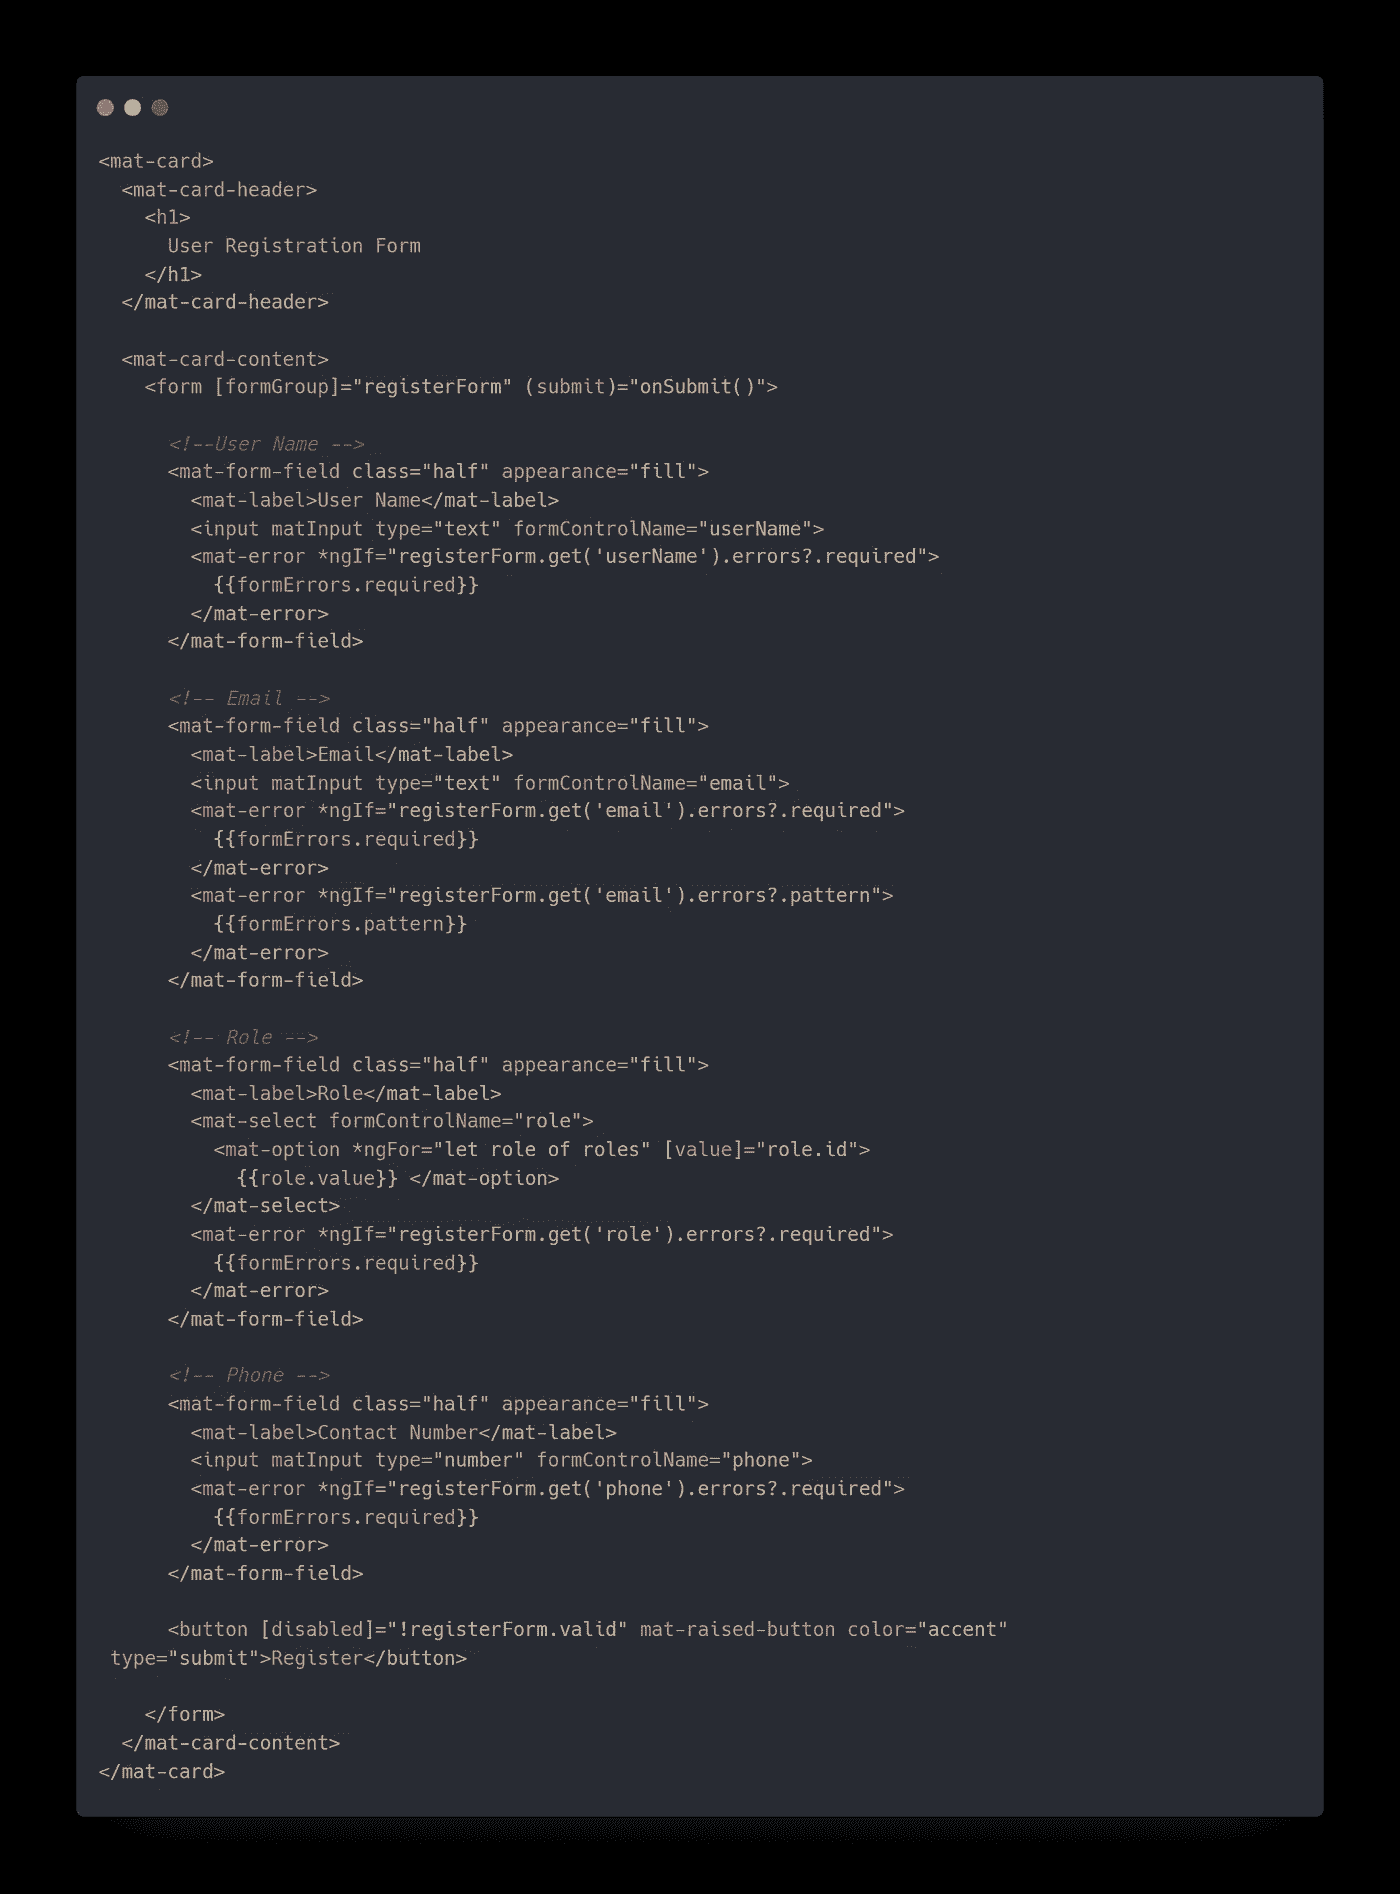 <mat-card>
  <mat-card-header>
    <h1>
      User Registration Form
    </h1>
  </mat-card-header>

  <mat-card-content>
    <form [formGroup]="registerForm" (submit)="onSubmit()">

      <!--User Name -->
      <mat-form-field class="half" appearance="fill">
        <mat-label>User Name</mat-label>
        <input matInput type="text" formControlName="userName">
        <mat-error *ngIf="registerForm.get('userName').errors?.required">
          {{formErrors.required}}
        </mat-error>
      </mat-form-field>

      <!-- Email -->
      <mat-form-field class="half" appearance="fill">
        <mat-label>Email</mat-label>
        <input matInput type="text" formControlName="email">
        <mat-error *ngIf="registerForm.get('email').errors?.required">
          {{formErrors.required}}
        </mat-error>
        <mat-error *ngIf="registerForm.get('email').errors?.pattern">
          {{formErrors.pattern}}
        </mat-error>
      </mat-form-field>

      <!-- Role -->
      <mat-form-field class="half" appearance="fill">
        <mat-label>Role</mat-label>
        <mat-select formControlName="role">
          <mat-option *ngFor="let role of roles" [value]="role.id">
            {{role.value}} </mat-option>
        </mat-select>
        <mat-error *ngIf="registerForm.get('role').errors?.required">
          {{formErrors.required}}
        </mat-error>
      </mat-form-field>

      <!-- Phone -->
      <mat-form-field class="half" appearance="fill">
        <mat-label>Contact Number</mat-label>
        <input matInput type="number" formControlName="phone">
        <mat-error *ngIf="registerForm.get('phone').errors?.required">
          {{formErrors.required}}
        </mat-error>
      </mat-form-field>

      <button [disabled]="!registerForm.valid" mat-raised-button color="accent"
 type="submit">Register</button>

    </form>
  </mat-card-content>
</mat-card>